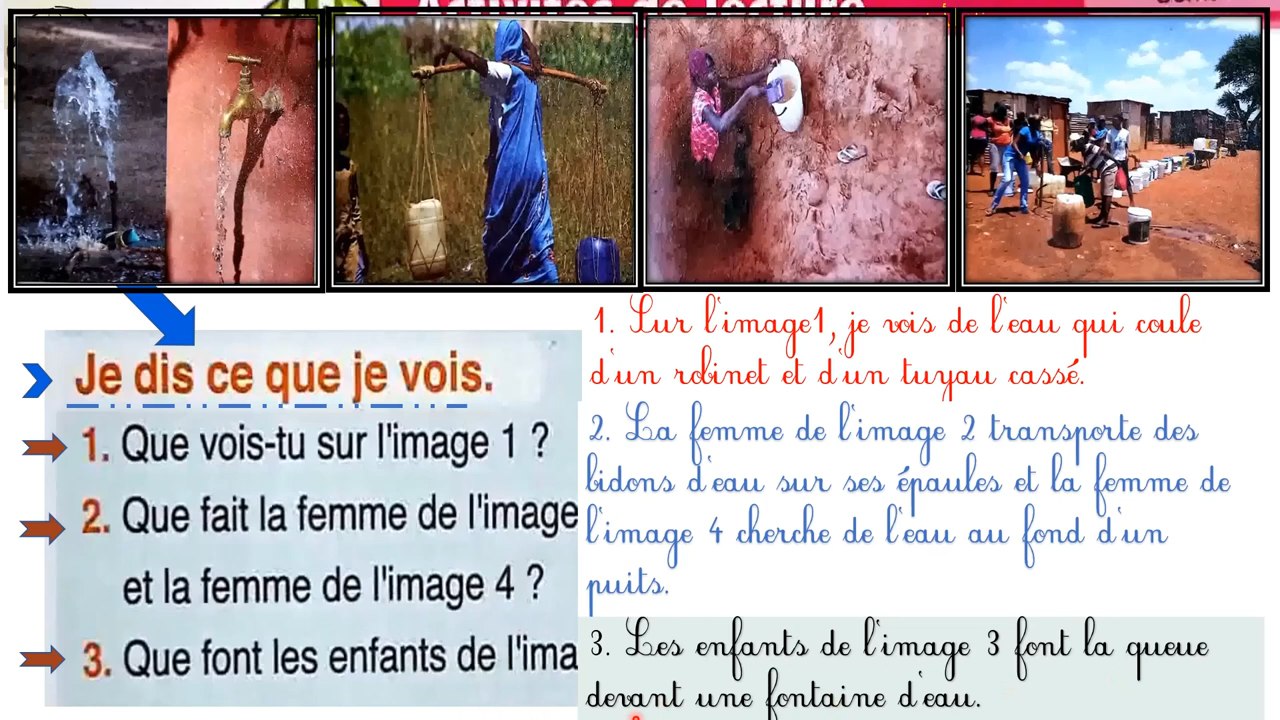 Activités de lecture
Je dis ce que je vois.
1. Que vois-tu sur l'image 1 ?
2. Que fait la femme de l'image
et la femme de l'image 4 ?
3. Que font les enfants de l'ima
1. Sur l'image1, je vois de l'eau qui coule
d'un robinet et d'un tuyau cassé.
2. La femme de l'image 2 transporte des
bidons d'eau sur ses épaules et la femme de
l'image 4 cherche de l'eau au fond d'un
puits.
3. Les enfants de l'image 3 font la queue
devant une fontaine d'eau.